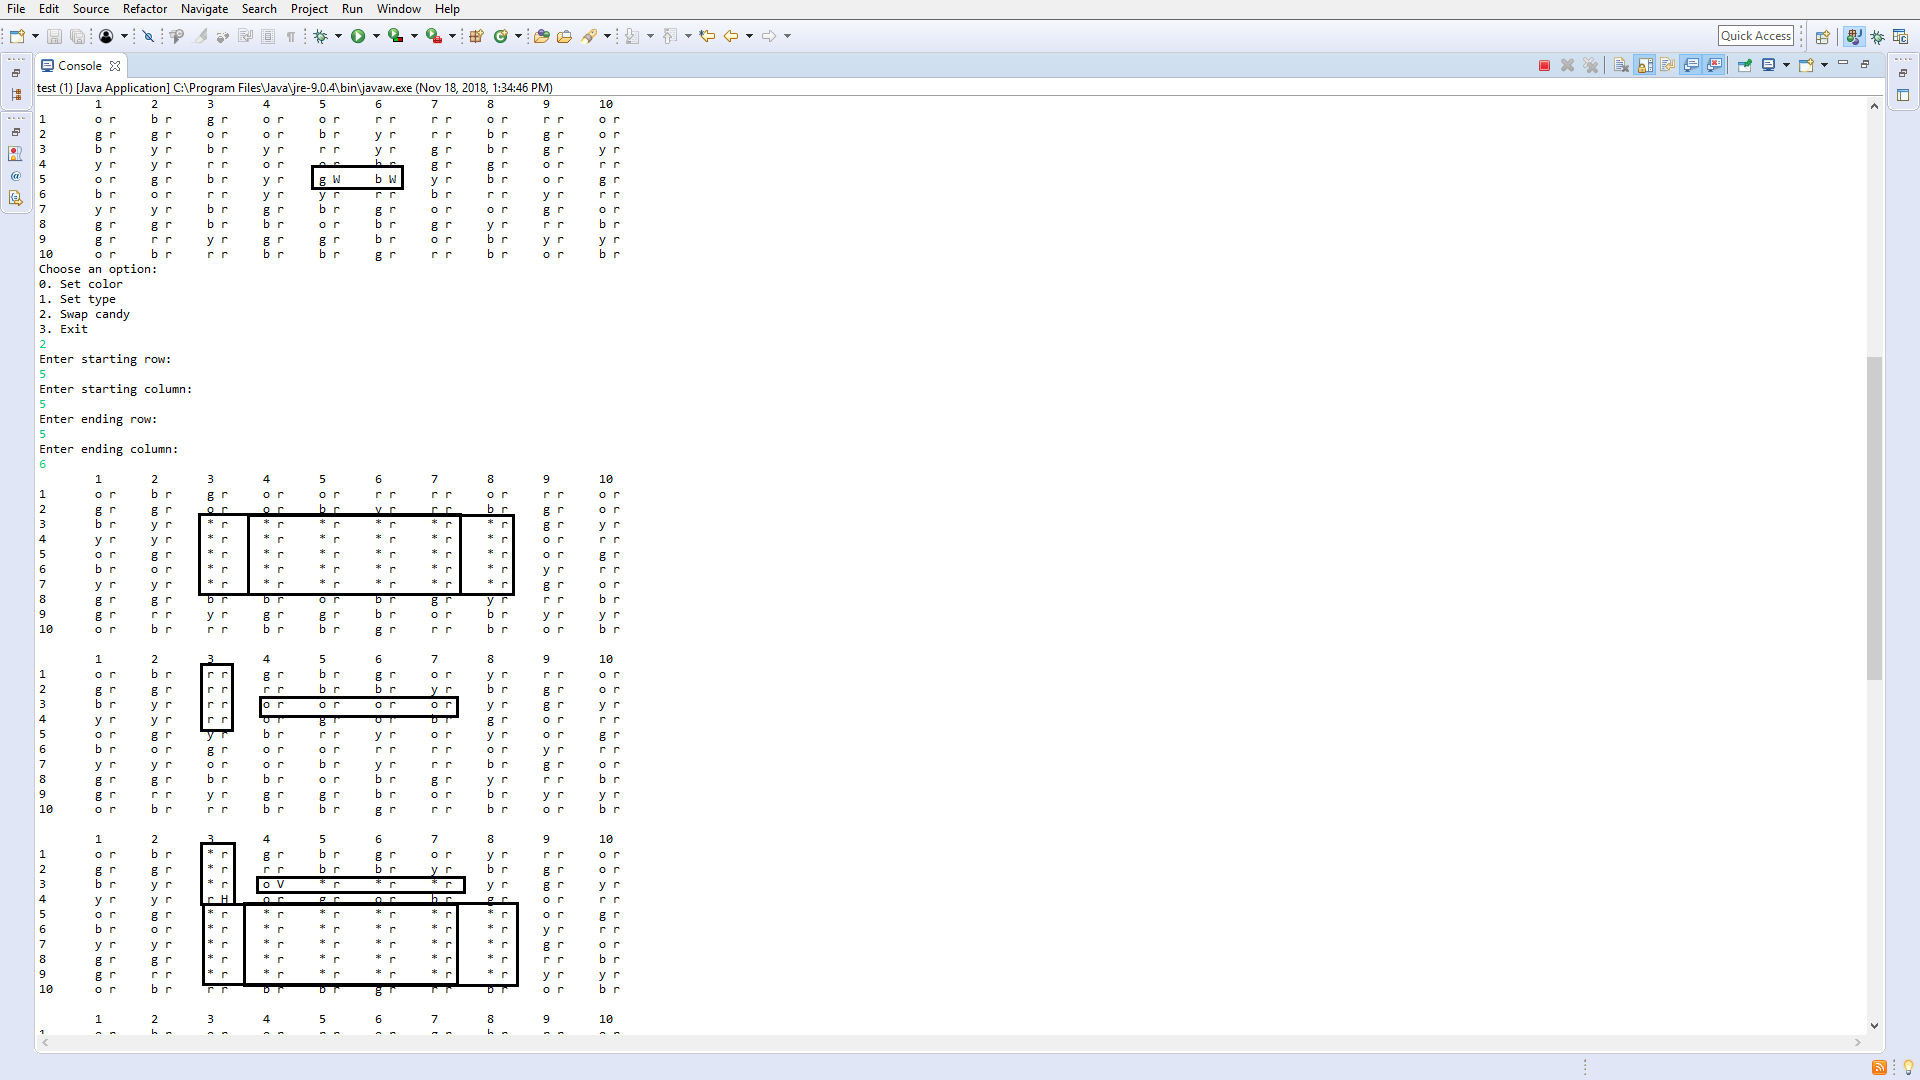 File Edit Source Refactor Navigate Search Project Run Window Help
Quick Access
Console
test (1) [Java Application] C:\Program Files\Java\jre-9.0.4\bin\javaw.exe (Nov 18, 2018, 1:34:46 PM)
1 2 3 4 5 6 7 8 9 10
1 o r b r g r o r o r r r r r o r r r o r
2 g r g r o r o r b r y r r r b r g r o r
3 b r y r b r y r r r y r g r b r g r y r
4 y r y r r r o r o r b r g r g r o r r r
5 o r g r b r y r g W b W y r b r o r g r
6 b r o r r r y r y r r r b r r r y r r r
7 y r y r b r g r b r g r o r o r g r o r
8 g r g r b r b r o r b r g r y r r r b r
9 g r r r y r g r g r b r o r b r y r y r
10 o r b r r r b r b r g r r r b r o r b r
Choose an option:
0. Set color
1. Set type
2. Swap candy
3. Exit
2
Enter starting row:
5
Enter starting column:
5
Enter ending row:
5
Enter ending column:
6
1 2 3 4 5 6 7 8 9 10
1 o r b r g r o r o r r r r r o r r r o r
2 g r g r o r o r b r y r r r b r g r o r
3 b r y r * r * r * r * r * r * r g r y r
4 y r y r * r * r * r * r * r * r o r r r
5 o r g r * r * r * r * r * r * r o r g r
6 b r o r * r * r * r * r * r * r y r r r
7 y r y r * r * r * r * r * r * r g r o r
8 g r g r b r b r o r b r g r y r r r b r
9 g r r r y r g r g r b r o r b r y r y r
10 o r b r r r b r b r g r r r b r o r b r
1 2 3 4 5 6 7 8 9 10
1 o r b r r r g r b r g r o r y r r r o r
2 g r g r r r r r b r b r y r b r g r o r
3 b r y r r r o r o r o r o r y r g r y r
4 y r y r r r o r g r o r b r g r o r r r
5 o r g r y r b r r r y r o r o r o r g r
6 b r o r g r o r o r r r r r o r y r r r
7 y r y r o r o r b r y r r r b r g r o r
8 g r g r b r b r o r b r g r y r r r b r
9 g r r r y r g r g r b r o r b r y r y r
10 o r b r r r b r b r g r r r b r o r b r
1 2 3 4 5 6 7 8 9 10
1 o r b r * r g r b r g r o r y r r r o r
2 g r g r * r r r b r b r y r b r g r o r
3 b r y r * r o V * r * r * r y r g r y r
4 y r y r r H o r g r o r b r g r o r r r
5 o r g r * r * r * r * r * r * r o r g r
6 b r o r * r * r * r * r * r * r y r r r
7 y r y r * r * r * r * r * r * r g r o r
8 g r g r * r * r * r * r * r * r r r b r
9 g r r r * r * r * r * r * r * r y r y r
10 o r b r r r b r b r g r r r b r o r b r
1 2 3 4 5 6 7 8 9 10